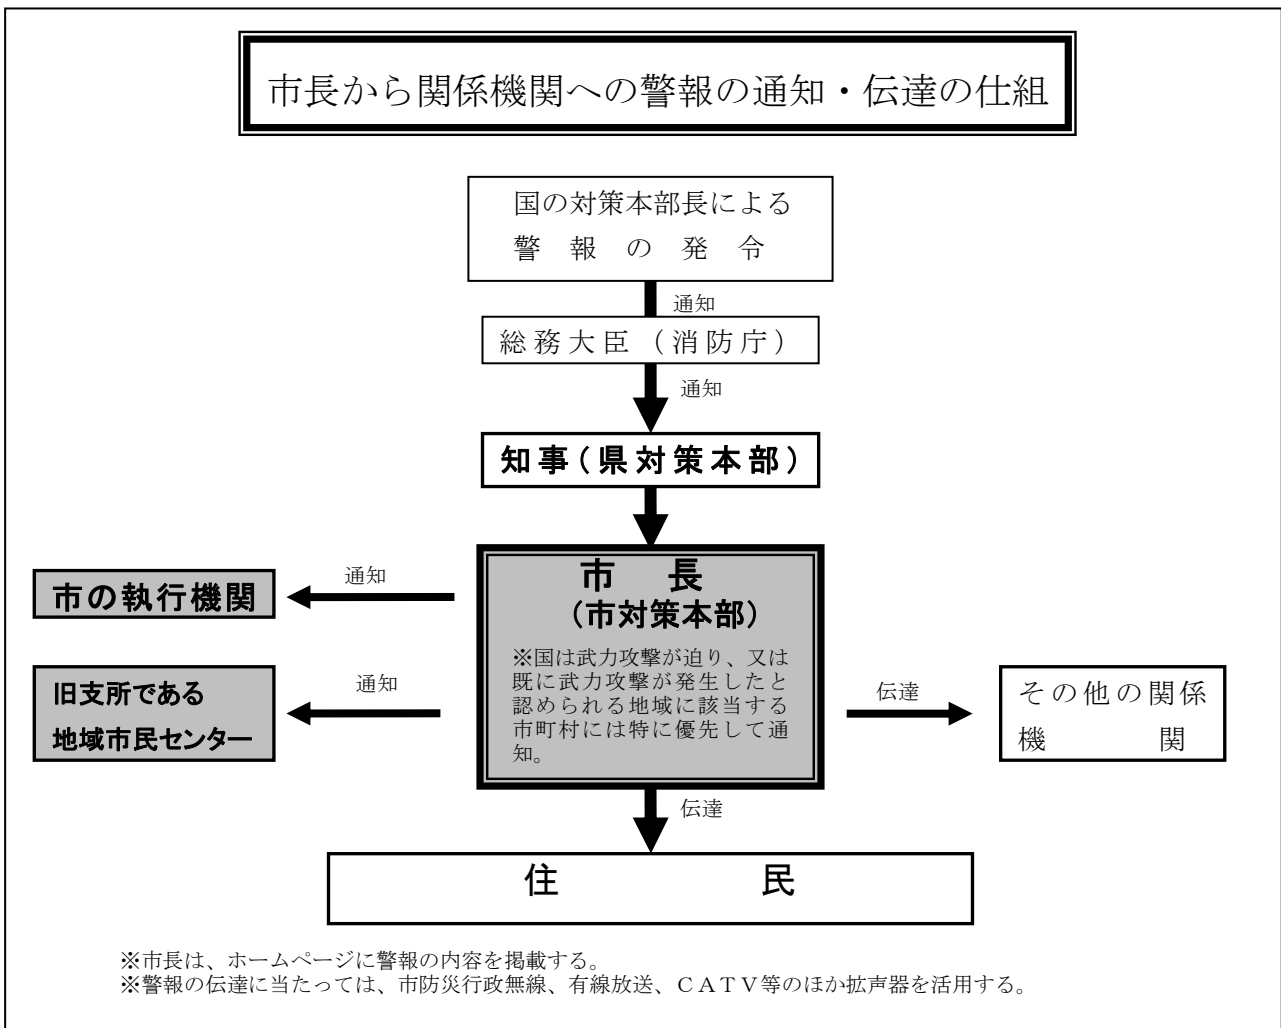 市長から関係機関への警報の通知・伝達の仕組
国の対策本部長による
警報の発令
通知
総務大臣（消防庁）
通知
知事（県対策本部）
市長
（市対策本部）
※国は武力攻撃が迫り、又は
既に武力攻撃が発生したと
認められる地域に該当する
市町村には特に優先して通
知。
通知
市の執行機関
通知
旧支所である
地域市民センター
伝達
その他の関係
機関
伝達
住民
※市長は、ホームページに警報の内容を掲載する。
※警報の伝達に当たっては、市防災行政無線、有線放送、ＣＡＴＶ等のほか拡声器を活用する。